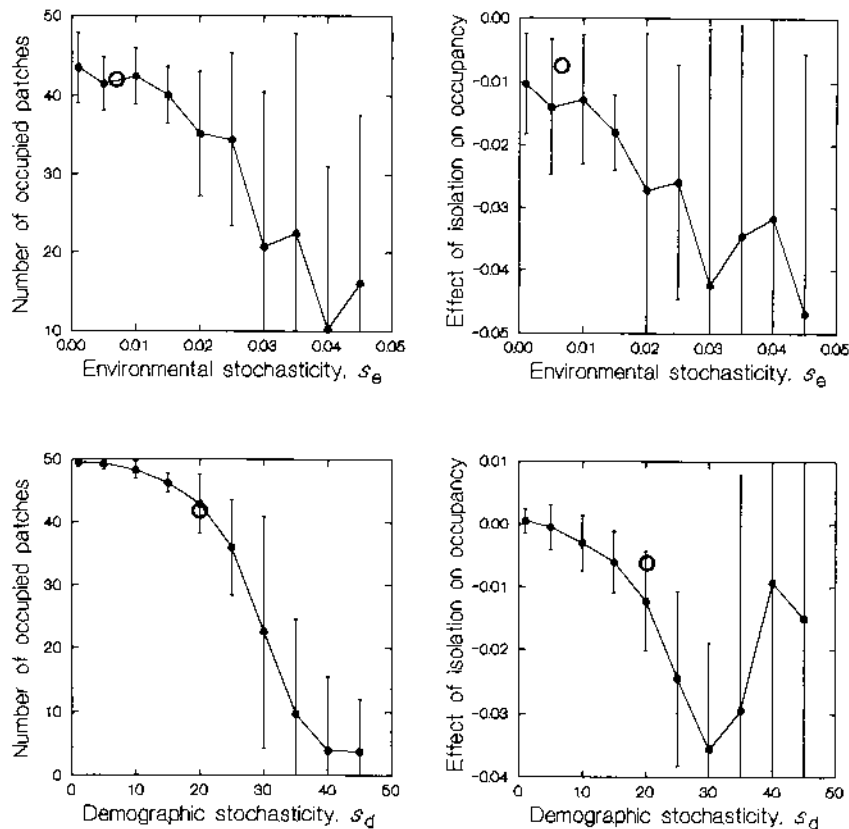 Number of occupied patches
50
40
30
20
10
0.00 0.01 0.02 0.03 0.04 0.05
Environmental stochasticity, s_e
Effect of isolation on occupancy
-0.00
-0.01
-0.02
-0.03
-0.04
-0.05
0.00 0.01 0.02 0.03 0.04 0.05
Environmental stochasticity, s_e
Number of occupied patches
50
40
30
20
10
0
0 10 20 30 40 50
Demographic stochasticity, s_d
Effect of isolation on occupancy
0.01
0.00
-0.01
-0.02
-0.03
-0.04
0 10 20 30 40 50
Demographic stochasticity, s_d